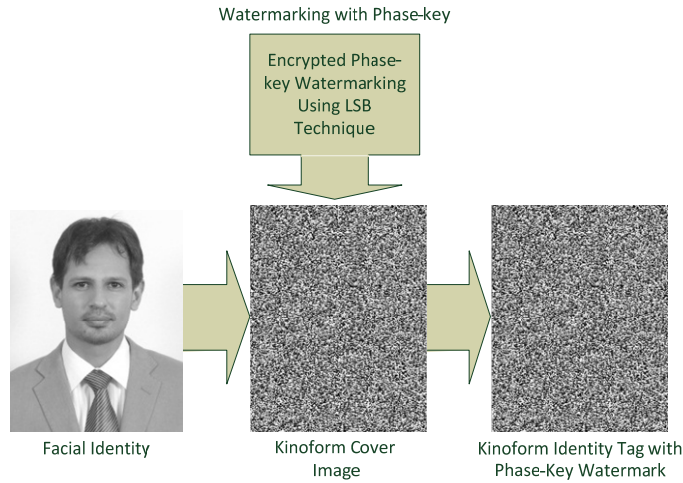 Watermarking with Phase-key
Encrypted Phase-
key Watermarking
Using LSB
Technique
Facial Identity
Kinoform Cover
Image
Kinoform Identity Tag with
Phase-Key Watermark